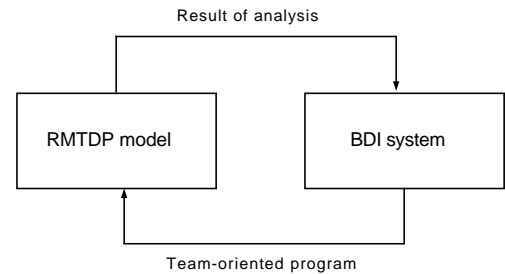 Result of analysis
RMTDP model
BDI system
Team-oriented program